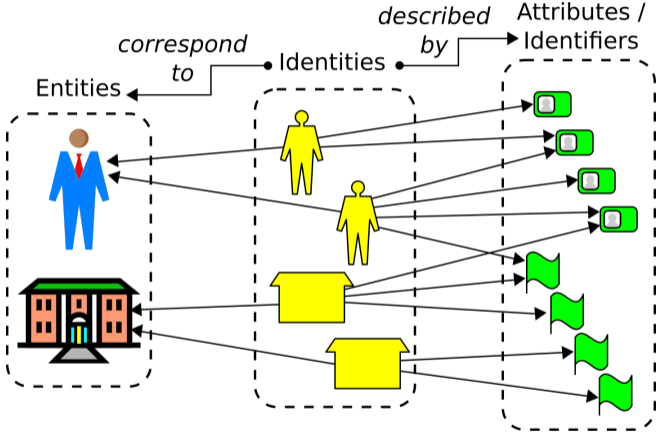 correspond
to
described
by
Attributes /
Identifiers
Identities
Entities